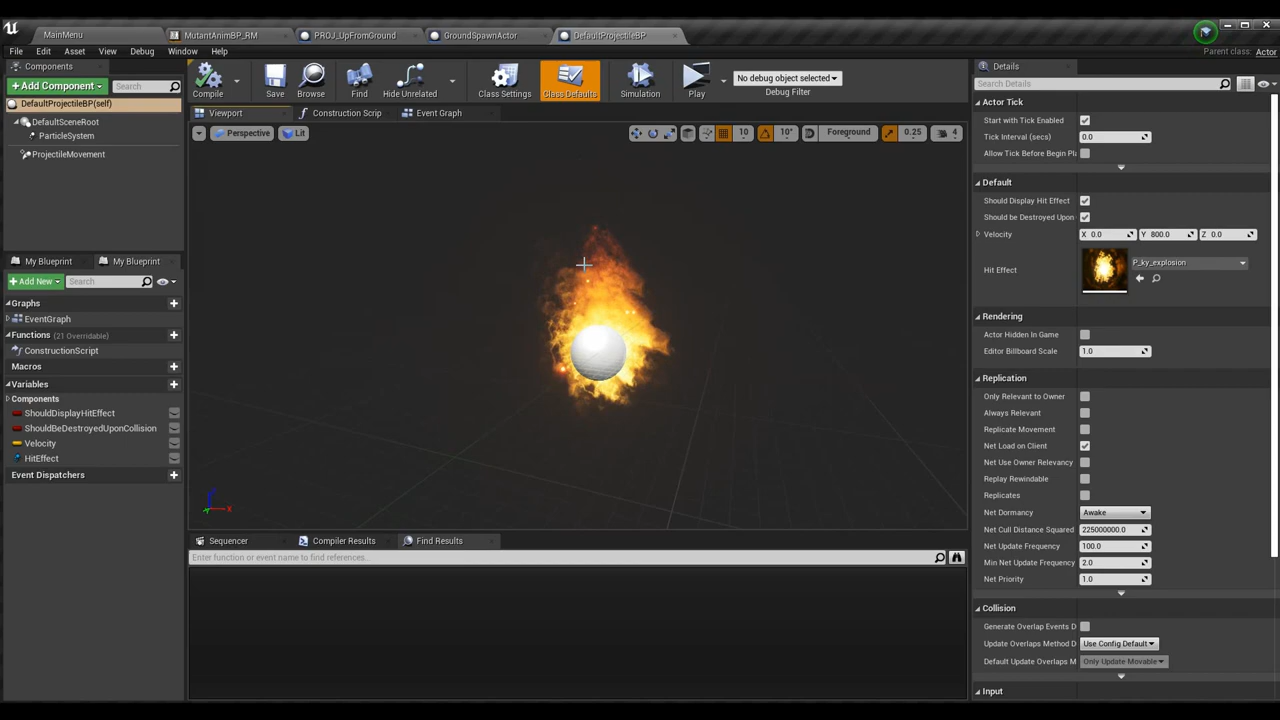 MainMenu
MutantAnimBP_RM
PROJ_UpFromGround
GroundSpawnActor
DefaultProjectileBP
File Edit Asset View Debug Window Help
Parent class: Actor
Components
+ Add Component
Search
DefaultProjectileBP(self)
DefaultSceneRoot
ParticleSystem
ProjectileMovement
My Blueprint
My Blueprint
+ Add New
Search
Graphs
EventGraph
Functions (21 Overridable)
ConstructionScript
Macros
Variables
Components
ShouldDisplayHitEffect
ShouldBeDestroyedUponCollision
Velocity
HitEffect
Event Dispatchers
Compile
Save
Browse
Find
Hide Unrelated
Class Settings
Class Defaults
Simulation
Play
No debug object selected
Debug Filter
Viewport
Construction Scrip
Event Graph
Perspective
Lit
10
10°
Foreground
0.25
4
X
Sequencer
Compiler Results
Find Results
Enter function or event name to find references...
Details
Search Details
Actor Tick
Start with Tick Enabled
Tick Interval (secs) 0.0
Allow Tick Before Begin Pl
Default
Should Display Hit Effect
Should be Destroyed Upon
Velocity X 0.0 Y 800.0 Z 0.0
Hit Effect
P_ky_explosion
Rendering
Actor Hidden In Game
Editor Billboard Scale 1.0
Replication
Only Relevant to Owner
Always Relevant
Replicate Movement
Net Load on Client
Net Use Owner Relevancy
Replay Rewindable
Replicates
Net Dormancy Awake
Net Cull Distance Squared 225000000.0
Net Update Frequency 100.0
Min Net Update Frequency 2.0
Net Priority 1.0
Collision
Generate Overlap Events D
Update Overlaps Method D Use Config Default
Default Update Overlaps M Only Update Movable
Input